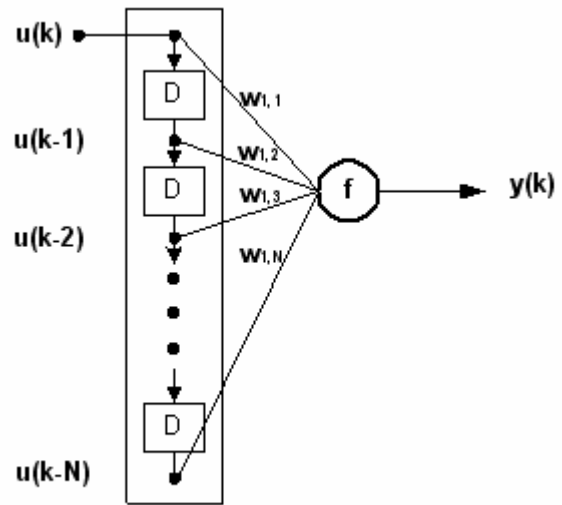 u(k)
D
w1,1
u(k-1)
w1,2
D
f
y(k)
w1,3
u(k-2)
w1,N
D
u(k-N)